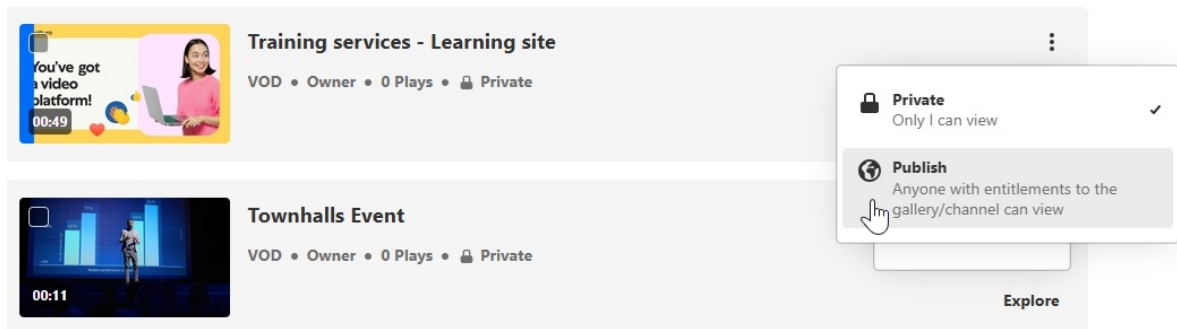 Training services - Learning site
VOD • Owner • 0 Plays • Private
You've got
a video
platform!
00:49
Private
Only I can view
Publish
Anyone with entitlements to the
gallery/channel can view
Townhalls Event
VOD • Owner • 0 Plays • Private
00:11
Explore